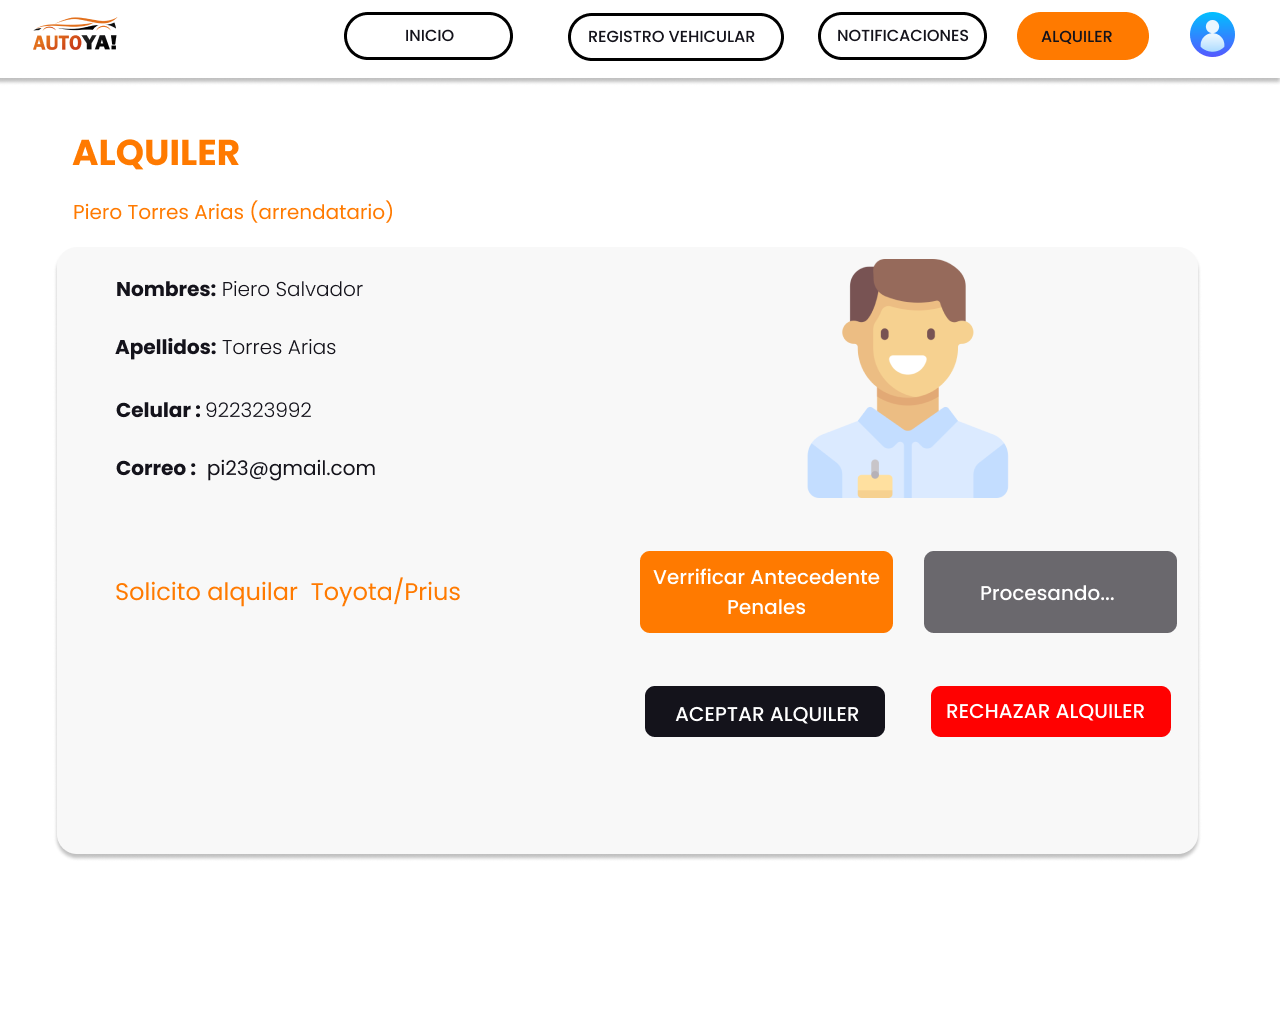 AUTOYA!
INICIO
REGISTRO VEHICULAR
NOTIFICACIONES
ALQUILER
ALQUILER
Piero Torres Arias (arrendatario)
Nombres: Piero Salvador
Apellidos: Torres Arias
Celular : 922323992
Correo : pi23@gmail.com
Solicito alquilar Toyota/Prius
Verrificar Antecedente
Penales
Procesando...
ACEPTAR ALQUILER
RECHAZAR ALQUILER